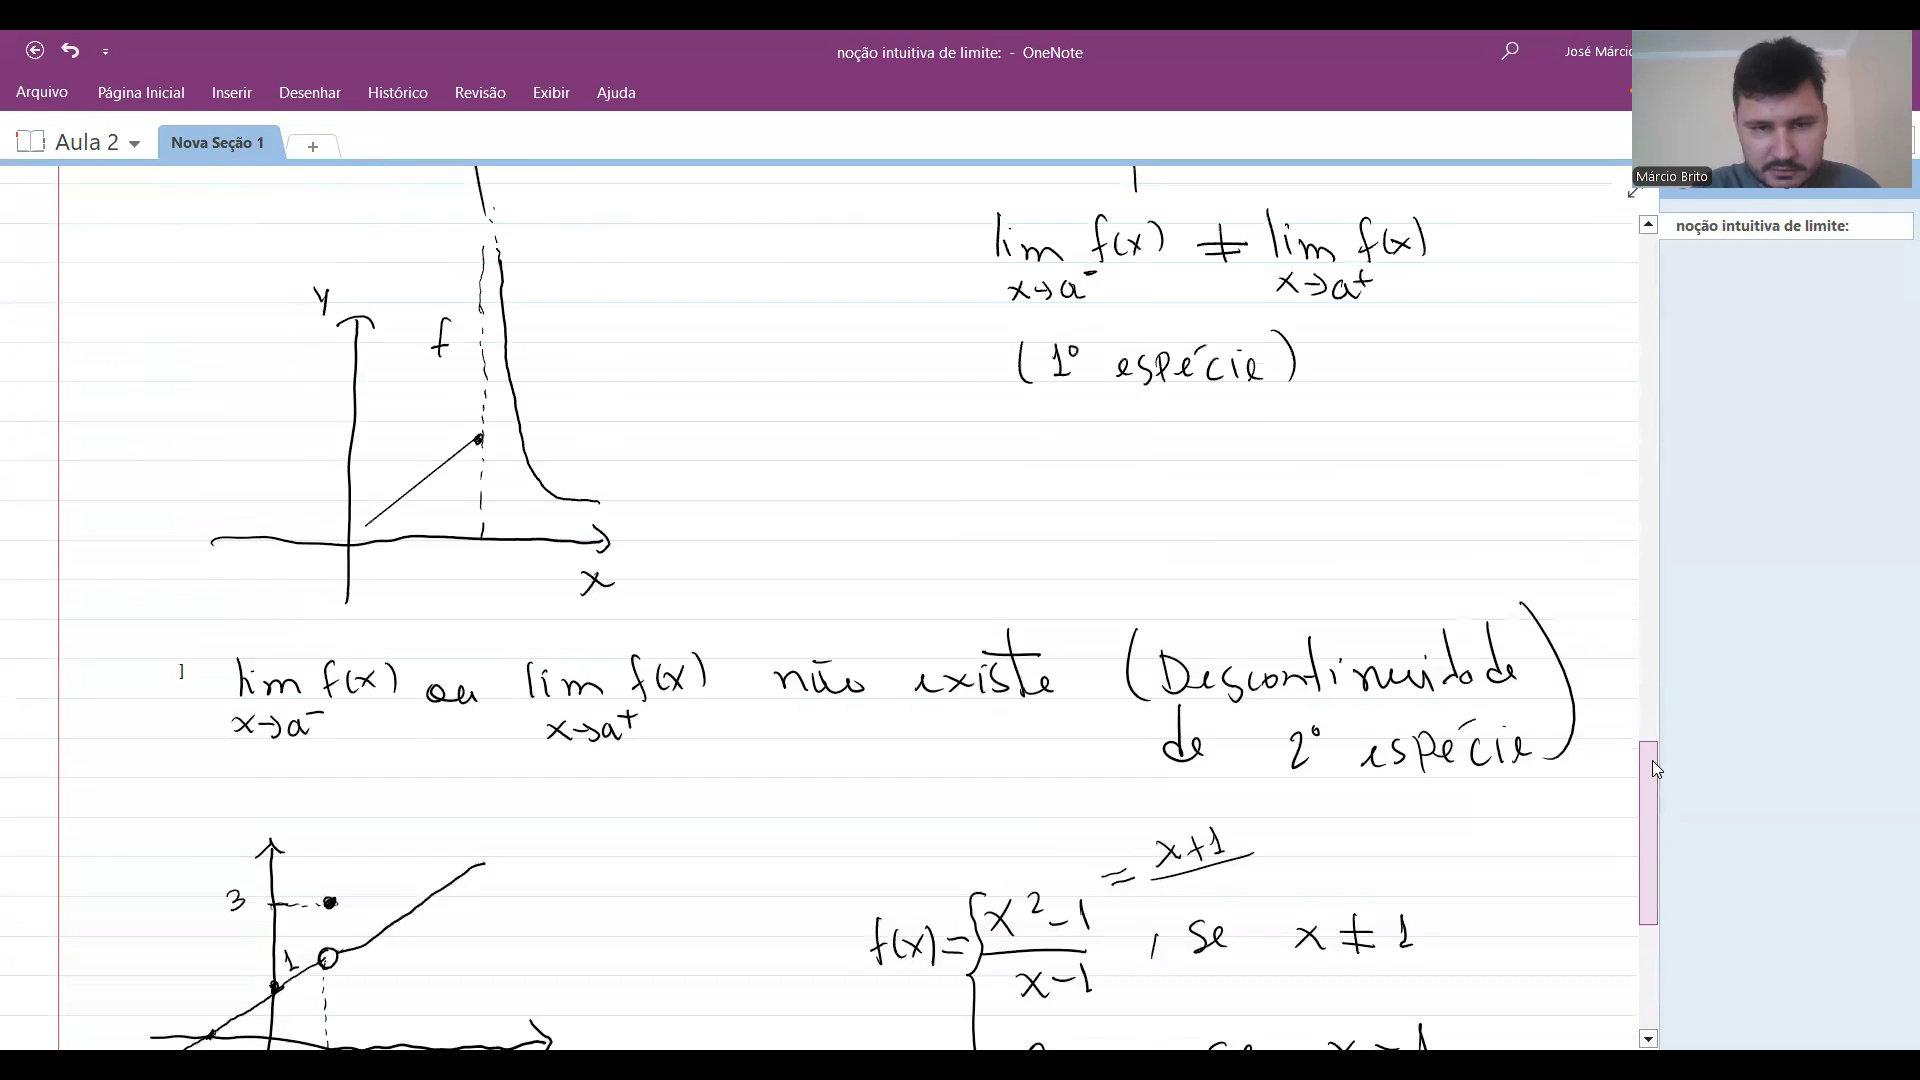 noção intuitiva de limite: - OneNote
José Márcio
Arquivo Página Inicial Inserir Desenhar Histórico Revisão Exibir Ajuda
Aula 2 Nova Seção 1 +
Márcio Brito
noção intuitiva de limite:
lim f(x) ≠ lim f(x)
x→a⁻ x→a⁺
(1º espécie)
y
f
x
lim f(x) ou lim f(x) não existe (Descontinuidade
x→a⁻ x→a⁺ de 2º espécie)
3
1
= x+1
f(x) = { x²-1 , se x ≠ 1
x-1